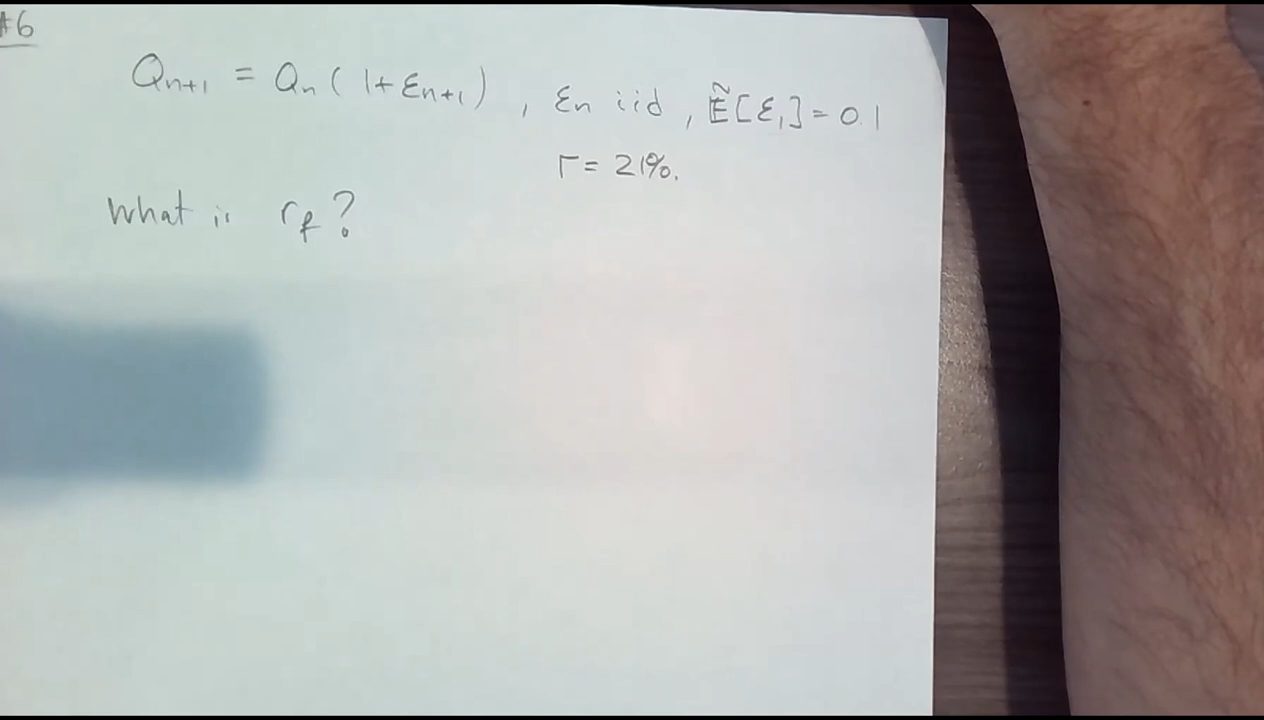 #6
Qn+1 = Qn ( 1 + εn+1 ) , εn iid , Ẽ[ε1] = 0.1
r = 21%.
What is rf ?